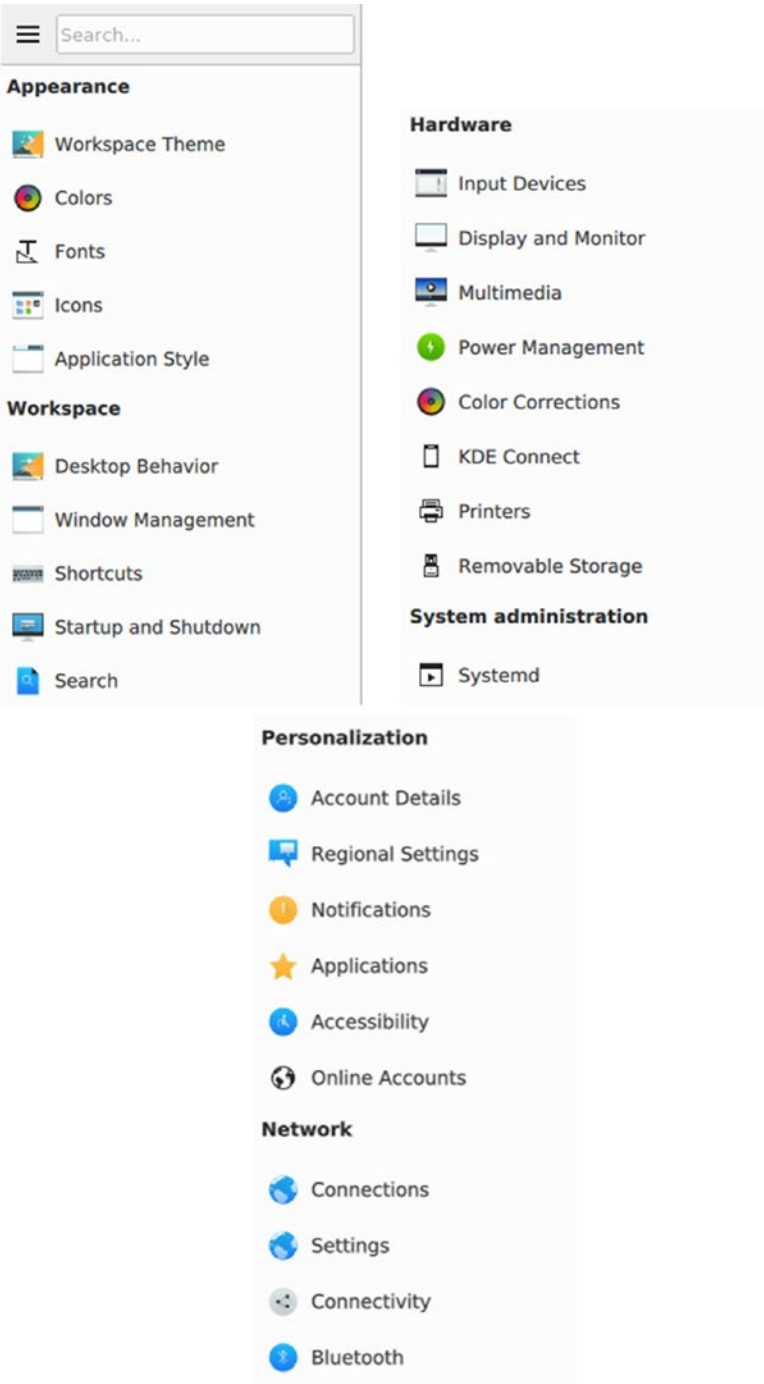 Search...
Appearance
Workspace Theme
Colors
Fonts
Icons
Application Style
Workspace
Desktop Behavior
Window Management
Shortcuts
Startup and Shutdown
Search
Hardware
Input Devices
Display and Monitor
Multimedia
Power Management
Color Corrections
KDE Connect
Printers
Removable Storage
System administration
Systemd
Personalization
Account Details
Regional Settings
Notifications
Applications
Accessibility
Online Accounts
Network
Connections
Settings
Connectivity
Bluetooth